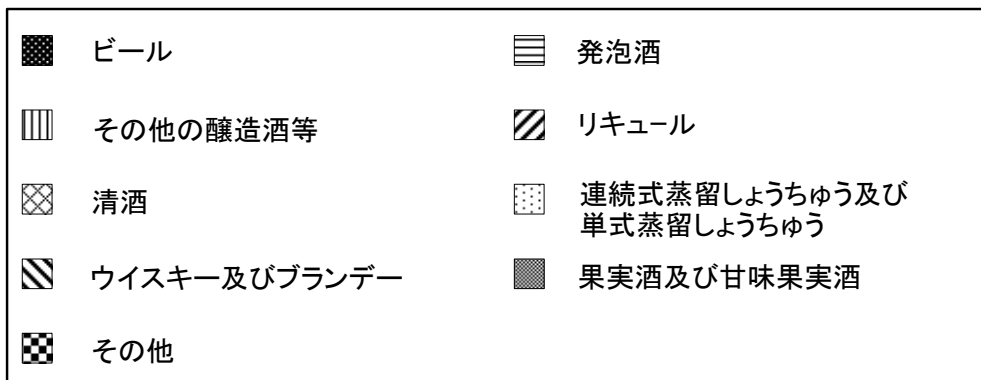 ビール
発泡酒
その他の醸造酒等
リキュール
清酒
連続式蒸留しょうちゅう及び
単式蒸留しょうちゅう
ウイスキー及びブランデー
果実酒及び甘味果実酒
その他